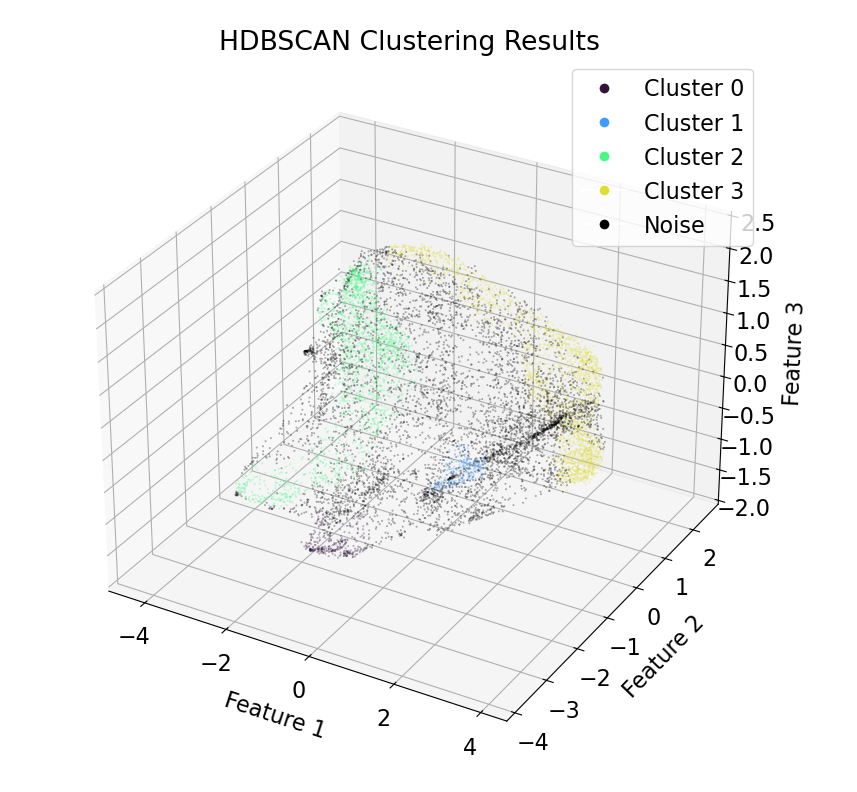 HDBSCAN Clustering Results
Cluster 0
Cluster 1
Cluster 2
Cluster 3
Noise
2.5
2.0
1.5
1.0
0.5
0.0
−0.5
−1.0
−1.5
−2.0
Feature 3
2
1
0
−1
−2
−3
−4
Feature 2
−4
−2
0
2
4
Feature 1